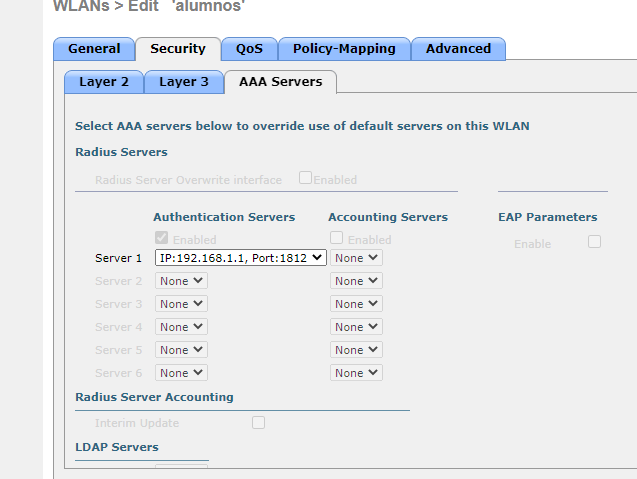 WLANs > Edit 'alumnos'
General Security QoS Policy-Mapping Advanced
Layer 2 Layer 3 AAA Servers
Select AAA servers below to override use of default servers on this WLAN
Radius Servers
Radius Server Overwrite interface Enabled
Authentication Servers Accounting Servers EAP Parameters
Enabled Enabled Enable
Server 1 IP:192.168.1.1, Port:1812 None
Server 2 None None
Server 3 None None
Server 4 None None
Server 5 None None
Server 6 None None
Radius Server Accounting
Interim Update
LDAP Servers